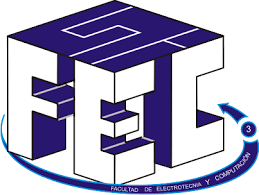 FEC
3
FACULTAD DE ELECTROTECNIA Y COMPUTACIÓN